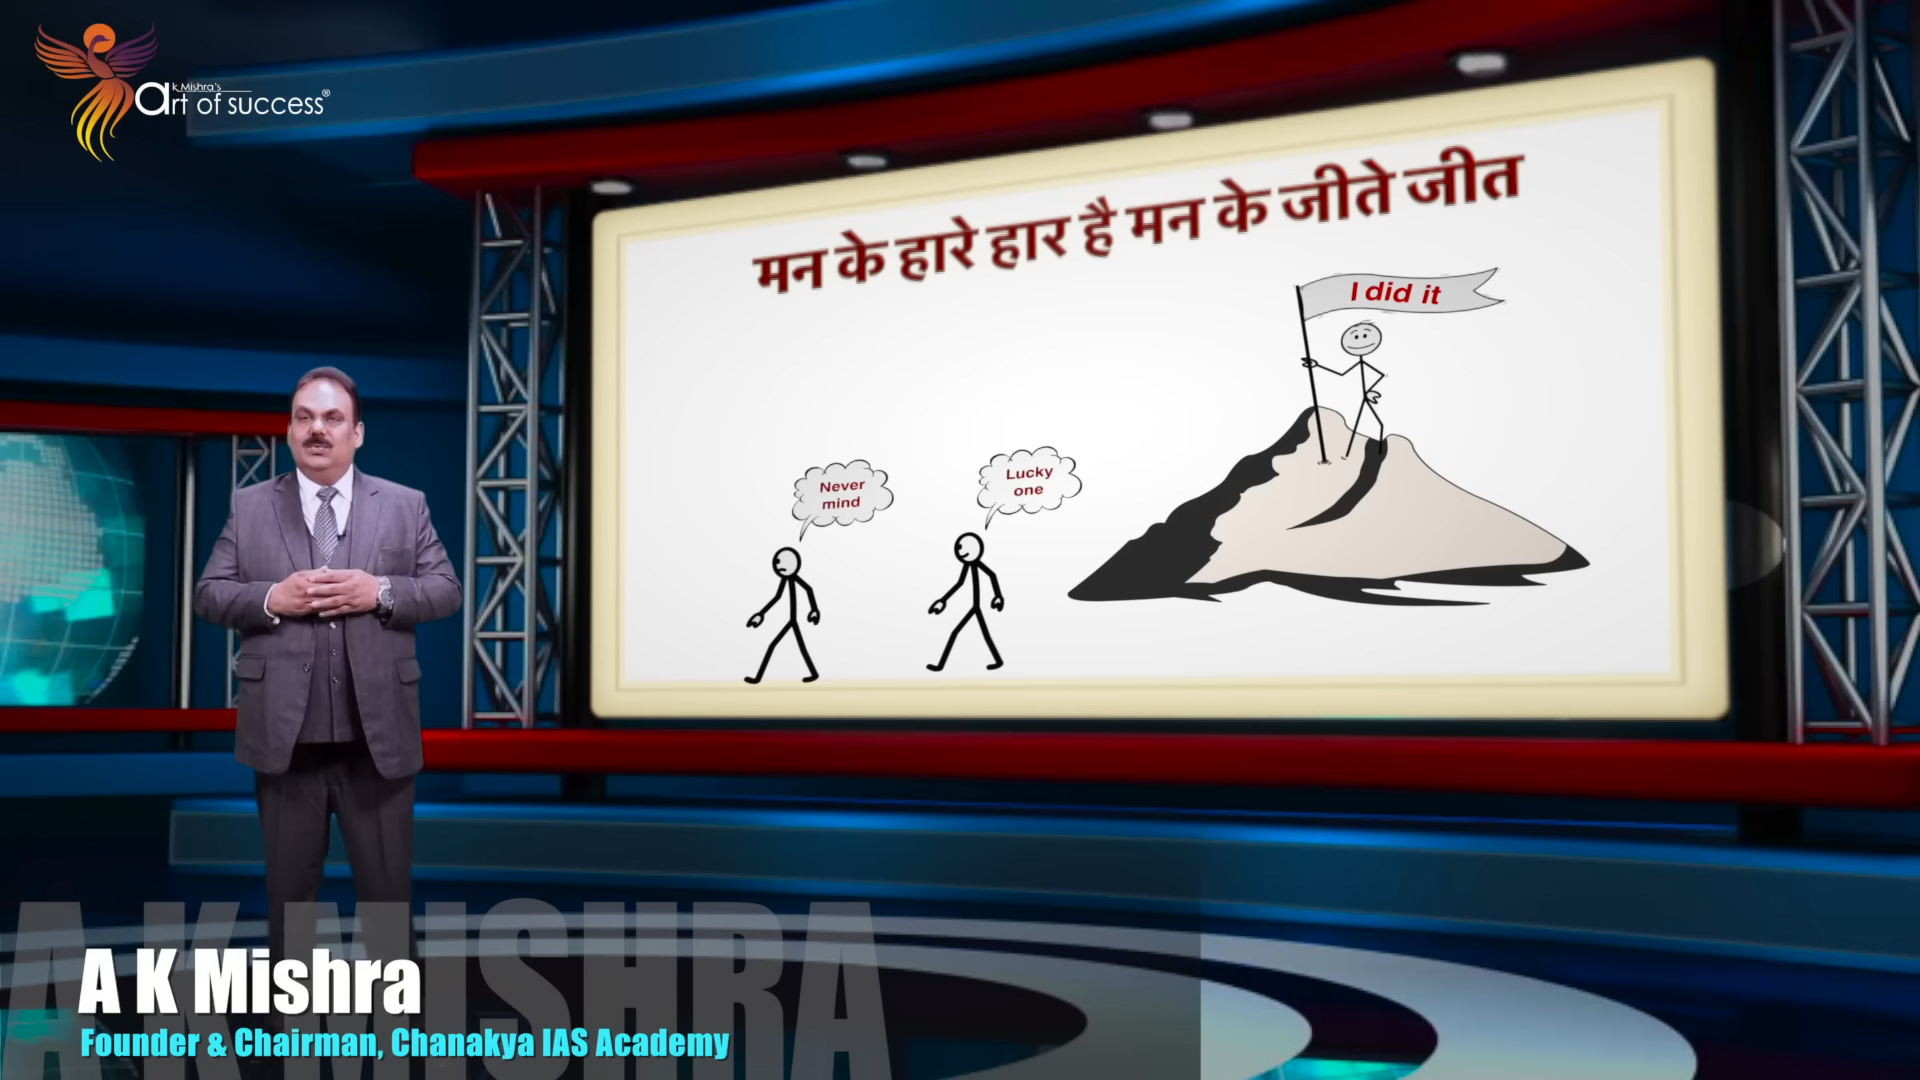 K Mishra's
art of success®
मन के हारे हार है मन के जीते जीत
I did it
Never
mind
Lucky
one
A K MISHRA
A K Mishra
Founder & Chairman, Chanakya IAS Academy